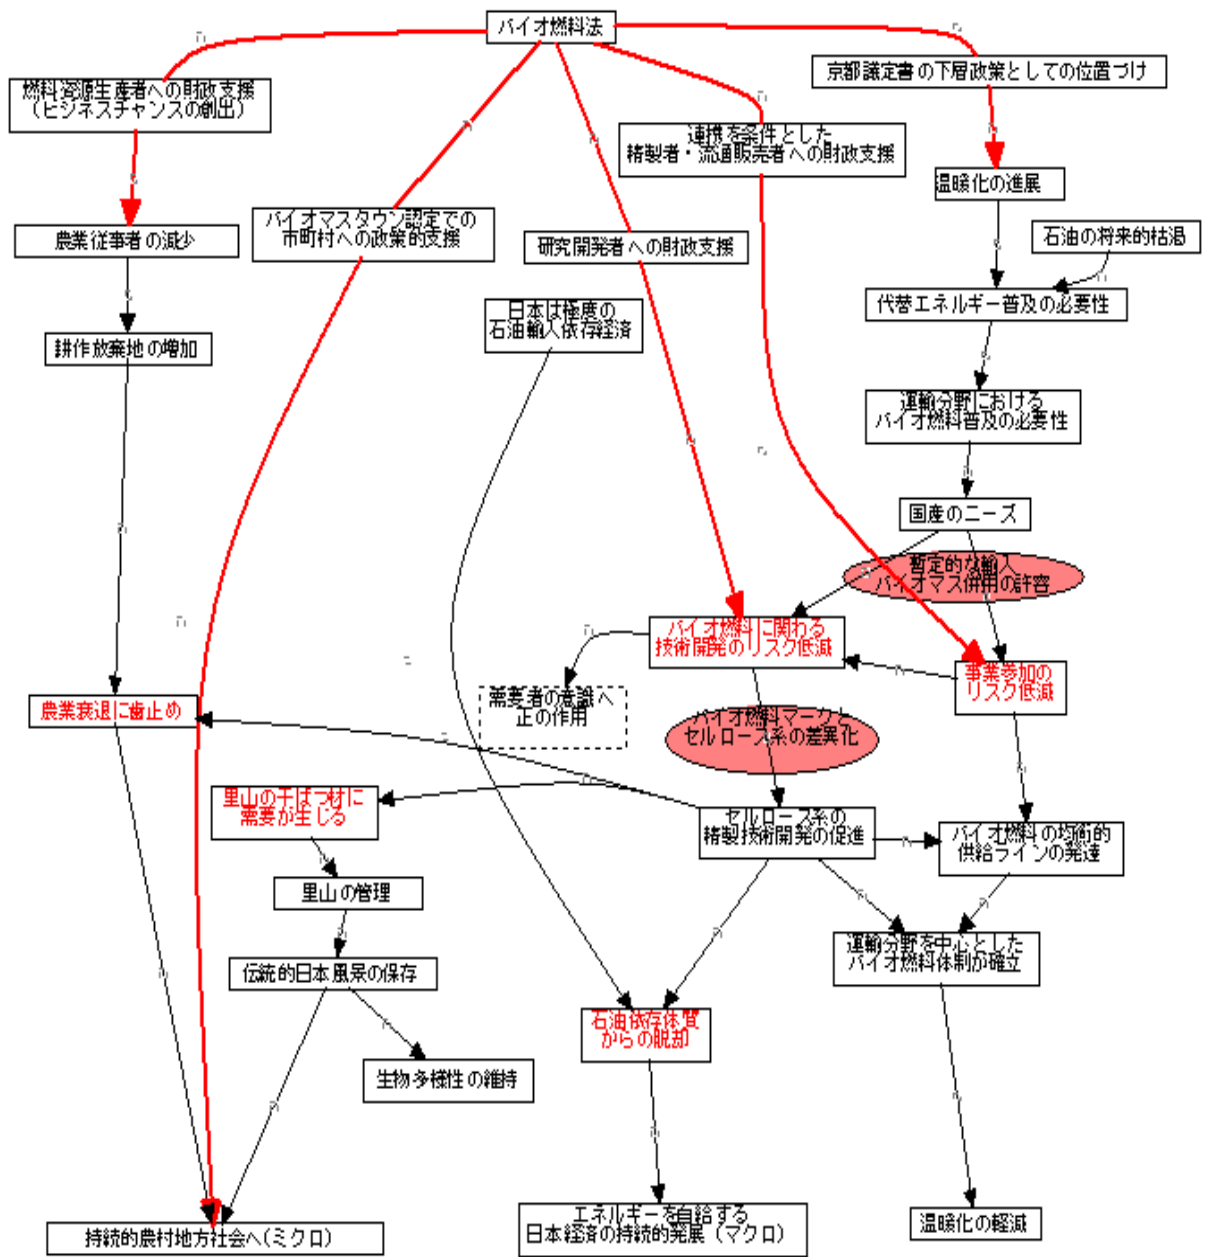 バイオ燃料法
燃料資源生産者への財政支援
(ビジネスチャンスの創出)
京都議定書の下層政策としての位置づけ
連携を条件とした
精製者・流通販売者への財政支援
温暖化の進展
バイオマスタウン認定での
市町村への政策的支援
農業従事者の減少
研究開発者への財政支援
石油の将来的枯渇
日本は極度の
石油輸入依存経済
代替エネルギー普及の必要性
耕作放棄地の増加
運輸分野における
バイオ燃料普及の必要性
国産のニーズ
暫定的な輸入
バイオマス併用の許容
バイオ燃料に関わる
技術開発のリスク低減
事業参加の
リスク低減
農業衰退に歯止め
需要者の意識へ
正の作用
バイオ燃料マークと
セルロース系の差異化
里山の干ばつ材に
需要が生じる
セルロース系の
精製技術開発の促進
バイオ燃料の均衡的
供給ラインの発達
里山の管理
伝統的日本風景の保存
運輸分野を中心とした
バイオ燃料体制が確立
石油依存体質
からの脱却
生物多様性の維持
持続的農村地方社会へ(ミクロ)
エネルギーを自給する
日本経済の持続的発展(マクロ)
温暖化の軽減